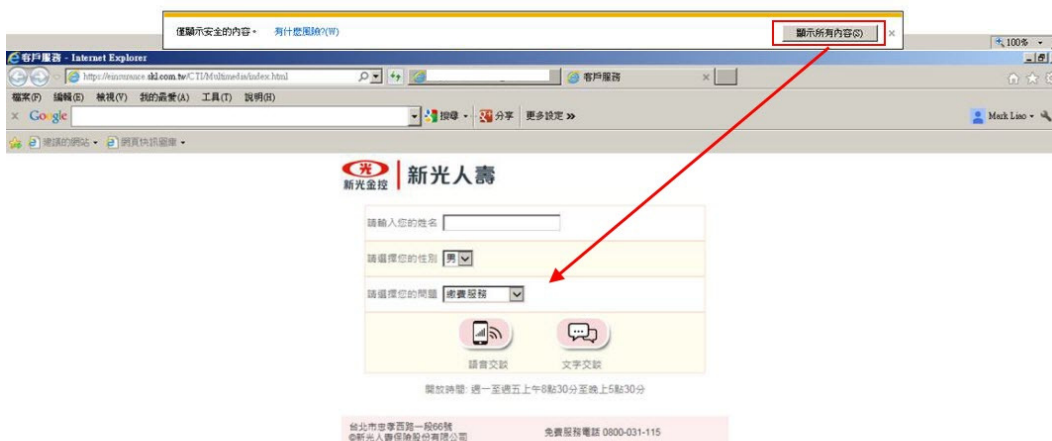 僅顯示安全的內容。 有什麼風險?(W) 顯示所有內容(S) ×
100%
客戶服務 - Internet Explorer
https://einsurance.skl.com.tw/CTI/Multimedia/index.html 客戶服務 ×
檔案(F) 編輯(E) 檢視(V) 我的最愛(A) 工具(T) 說明(H)
× Google 搜尋 分享 更多設定 » Mark Liao
建議的網站 網頁快訊圖庫
新光金控 新光人壽
請輸入您的姓名
請選擇您的性別 男
請選擇您的問題 繳費服務
語音交談 文字交談
開放時間: 週一至週五上午8點30分至晚上5點30分
台北市忠孝西路一段66號
©新光人壽保險股份有限公司 免費服務電話 0800-031-115